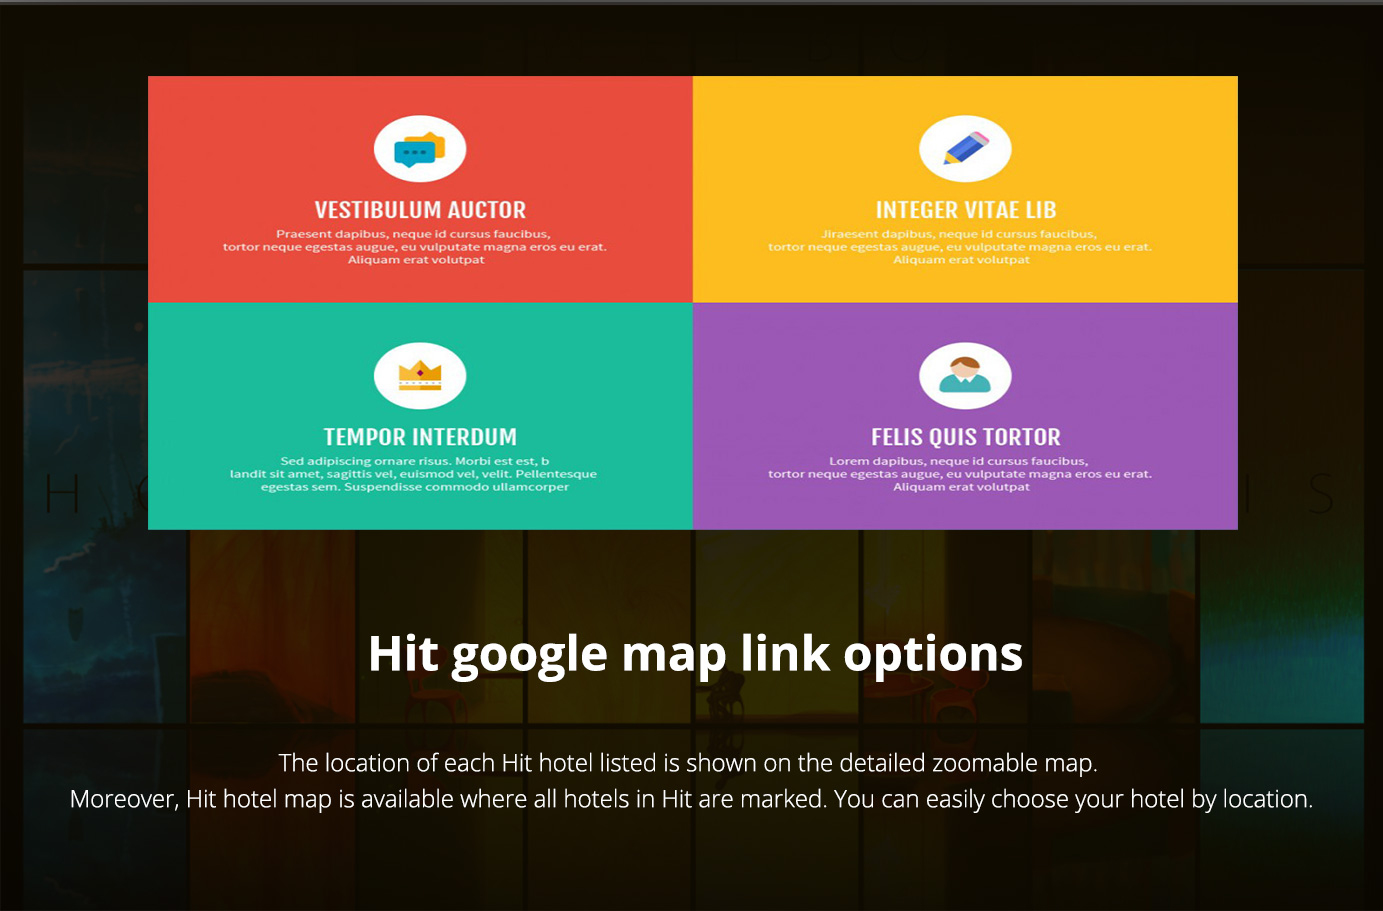 VESTIBULUM AUCTOR
Praesent dapibus, neque id cursus faucibus,
tortor neque egestas augue, eu vulputate magna eros eu erat.
Aliquam erat volutpat
INTEGER VITAE LIB
Jiraesent dapibus, neque id cursus faucibus,
tortor neque egestas augue, eu vulputate magna eros eu erat.
Aliquam erat volutpat
TEMPOR INTERDUM
Sed adipiscing ornare risus. Morbi est est, b
landit sit amet, sagittis vel, euismod vel, velit. Pellentesque
egestas sem. Suspendisse commodo ullamcorper
FELIS QUIS TORTOR
Lorem dapibus, neque id cursus faucibus,
tortor neque egestas augue, eu vulputate magna eros eu erat.
Aliquam erat volutpat
Hit google map link options
The location of each Hit hotel listed is shown on the detailed zoomable map.
Moreover, Hit hotel map is available where all hotels in Hit are marked. You can easily choose your hotel by location.